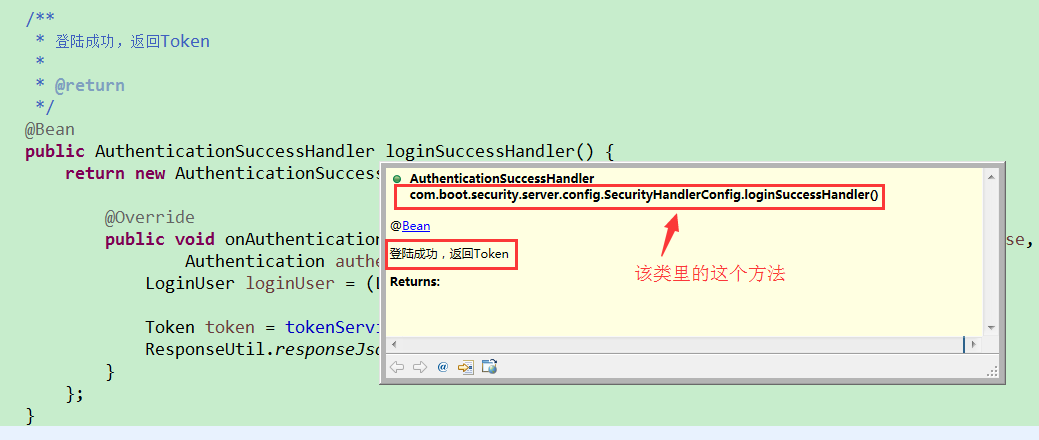 /**
* 登陆成功，返回Token
*
* @return
*/
@Bean
public AuthenticationSuccessHandler loginSuccessHandler() {
return new AuthenticationSuccess
AuthenticationSuccessHandler
com.boot.security.server.config.SecurityHandlerConfig.loginSuccessHandler()
@Override
@Bean
public void onAuthentication
se,
登陆成功，返回Token
Authentication authe
该类里的这个方法
LoginUser loginUser = (L
Returns:
Token token = tokenServi
ResponseUtil.responseJso
}
};
}